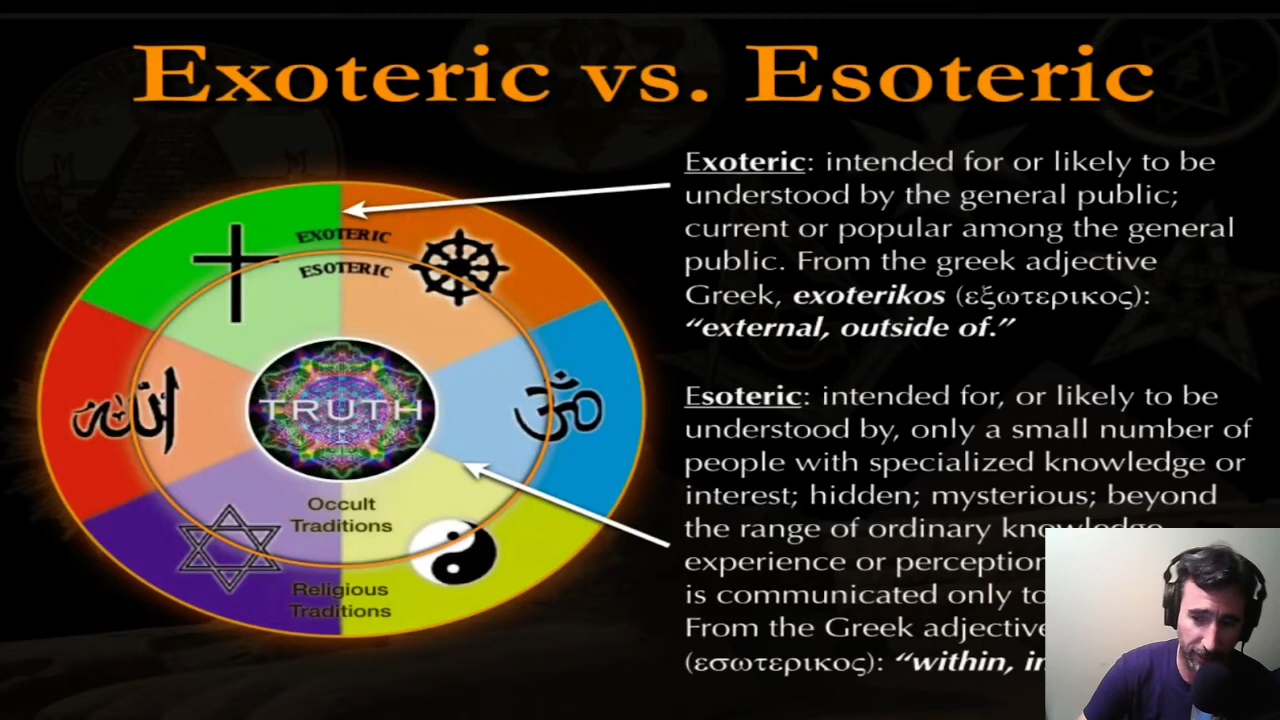 Exoteric vs. Esoteric
Exoteric: intended for or likely to be
understood by the general public;
current or popular among the general
public. From the greek adjective
Greek, exoterikos (εξωτερικος):
“external, outside of.”
Esoteric: intended for, or likely to be
understood by, only a small number of
people with specialized knowledge or
interest; hidden; mysterious; beyond
the range of ordinary knowledge
experience or perception
is communicated only to
From the Greek adjective
(εσωτερικος): “within,
EXOTERIC
ESOTERIC
الله
TRUTH
ॐ
Occult
Traditions
Religious
Traditions